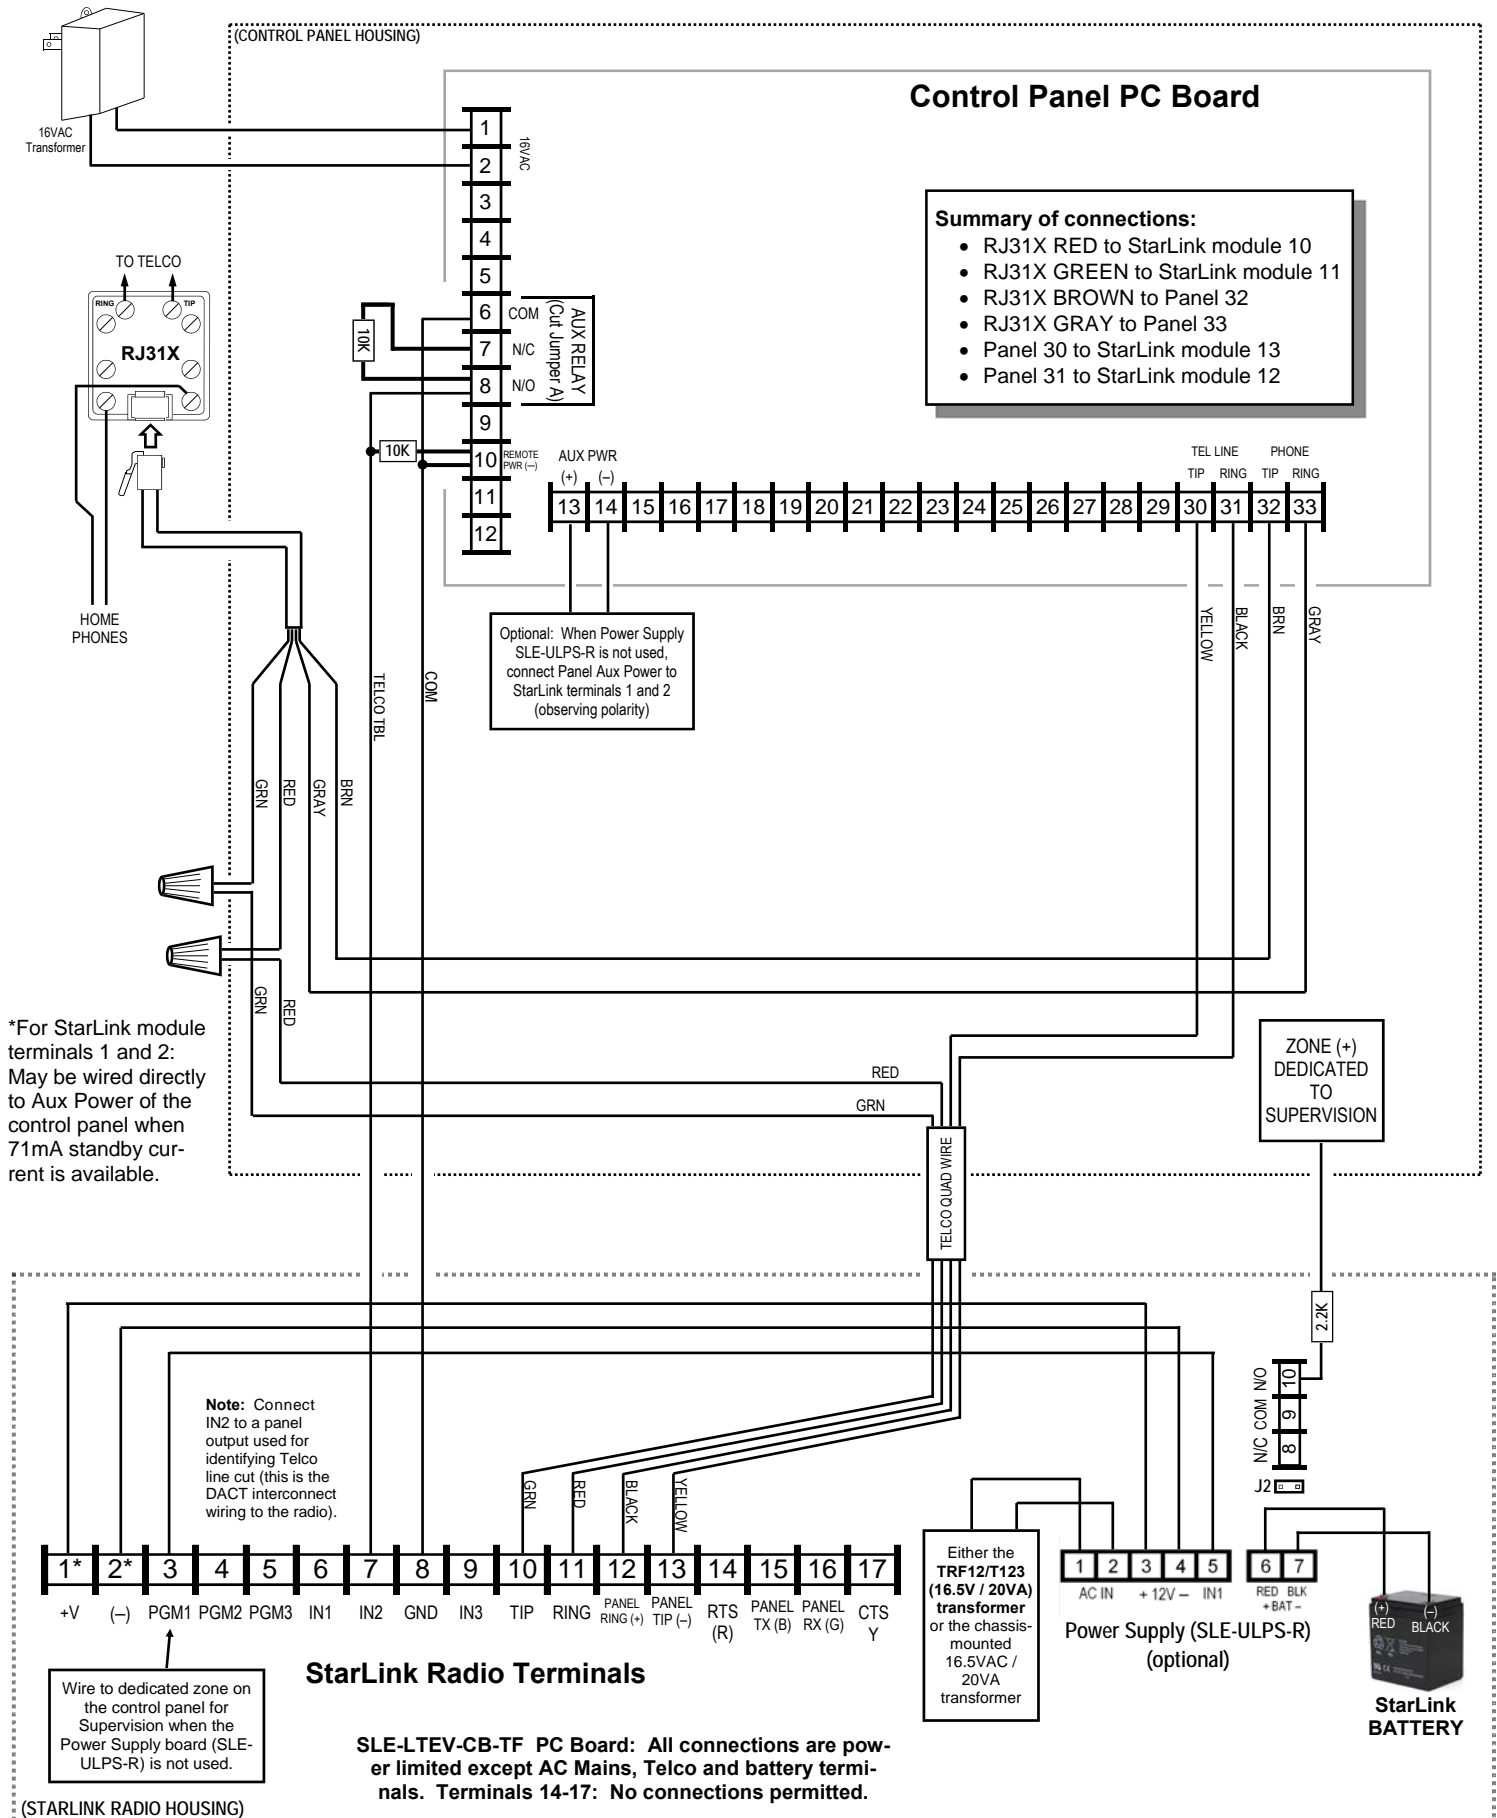 (CONTROL PANEL HOUSING)
Control Panel PC Board
16VAC
Transformer
1
2
3
4
5
6
7
8
9
10
11
12
16VAC
COM
N/C
N/O
AUX RELAY
(Cut Jumper A)
10K
10K
REMOTE
PWR (—)
Summary of connections:
• RJ31X RED to StarLink module 10
• RJ31X GREEN to StarLink module 11
• RJ31X BROWN to Panel 32
• RJ31X GRAY to Panel 33
• Panel 30 to StarLink module 13
• Panel 31 to StarLink module 12
TO TELCO
RING
TIP
RJ31X
HOME
PHONES
AUX PWR
(+) (–)
TEL LINE PHONE
TIP RING TIP RING
13 14 15 16 17 18 19 20 21 22 23 24 25 26 27 28 29 30 31 32 33
Optional: When Power Supply
SLE-ULPS-R is not used,
connect Panel Aux Power to
StarLink terminals 1 and 2
(observing polarity)
YELLOW
BLACK
BRN
GRAY
TELCO TBL
COM
GRN
RED
GRAY
BRN
GRN
RED
*For StarLink module
terminals 1 and 2:
May be wired directly
to Aux Power of the
control panel when
71mA standby cur-
rent is available.
RED
GRN
TELCO QUAD WIRE
ZONE (+)
DEDICATED
TO
SUPERVISION
2.2K
N/C COM N/O
8 9 10
J2
Note: Connect
IN2 to a panel
output used for
identifying Telco
line cut (this is the
DACT interconnect
wiring to the radio).
GRN
RED
BLACK
YELLOW
1* 2* 3 4 5 6 7 8 9 10 11 12 13 14 15 16 17
+V (–) PGM1 PGM2 PGM3 IN1 IN2 GND IN3 TIP RING PANEL RING (+) PANEL TIP (–) RTS (R) PANEL TX (B) PANEL RX (G) CTS Y
Wire to dedicated zone on
the control panel for
Supervision when the
Power Supply board (SLE-
ULPS-R) is not used.
StarLink Radio Terminals
SLE-LTEV-CB-TF PC Board: All connections are pow-
er limited except AC Mains, Telco and battery termi-
nals. Terminals 14-17: No connections permitted.
Either the
TRF12/T123
(16.5V / 20VA)
transformer
or the chassis-
mounted
16.5VAC /
20VA
transformer
1 2 3 4 5
AC IN + 12V – IN1
6 7
RED BLK
+ BAT –
Power Supply (SLE-ULPS-R)
(optional)
(+)
RED
(–)
BLACK
StarLink
BATTERY
(STARLINK RADIO HOUSING)